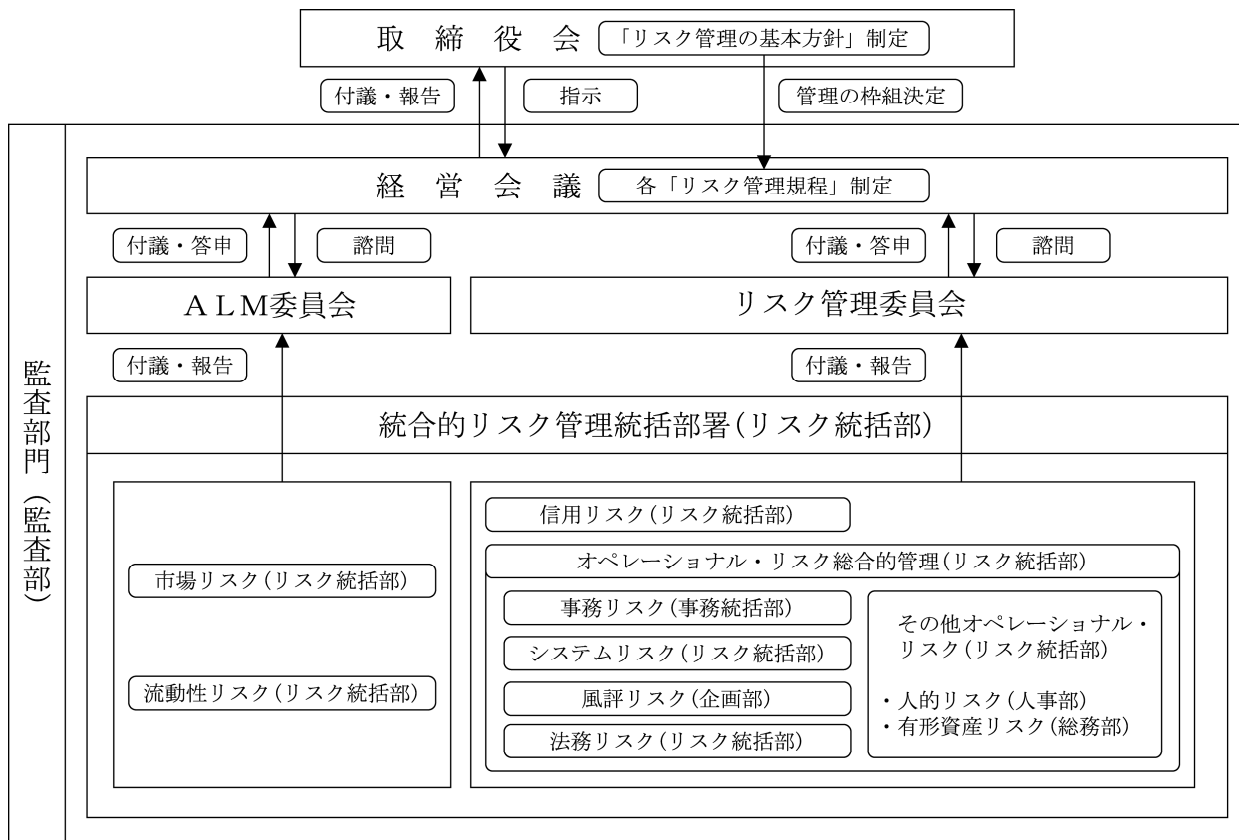 取締役会
「リスク管理の基本方針」制定
付議・報告
指示
管理の枠組決定
経営会議
各「リスク管理規程」制定
付議・答申
諮問
付議・答申
諮問
ALM委員会
リスク管理委員会
付議・報告
付議・報告
監査部門(監査部)
統合的リスク管理統括部署(リスク統括部)
市場リスク(リスク統括部)
流動性リスク(リスク統括部)
信用リスク(リスク統括部)
オペレーショナル・リスク総合的管理(リスク統括部)
事務リスク(事務統括部)
システムリスク(リスク統括部)
風評リスク(企画部)
法務リスク(リスク統括部)
その他オペレーショナル・
リスク(リスク統括部)
・人的リスク(人事部)
・有形資産リスク(総務部)